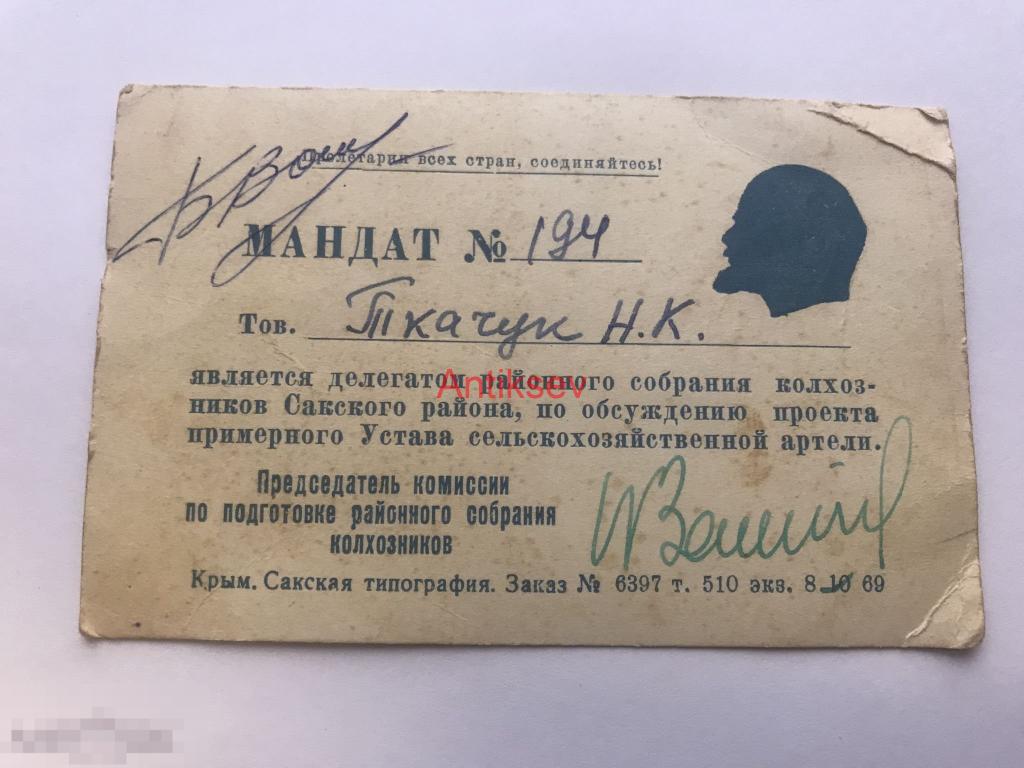 Пролетарии всех стран, соединяйтесь!
МАНДАТ № 194
Тов. Ткачук Н.К.
является делегатом районного собрания колхоз-
ников Сакского района, по обсуждению проекта
примерного Устава сельскохозяйственной артели.
Antiksev
Председатель комиссии
по подготовке районного собрания
колхозников
Крым. Сакская типография. Заказ № 6397 т. 510 экз. 8-10 69